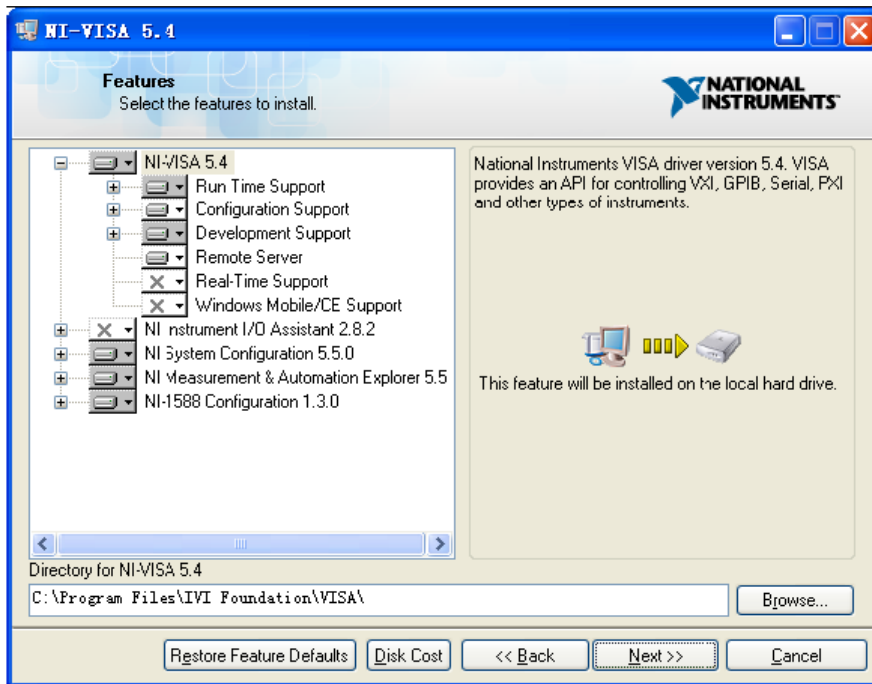 NI-VISA 5.4
Features
Select the features to install.
NATIONAL
INSTRUMENTS
NI-VISA 5.4
Run Time Support
Configuration Support
Development Support
Remote Server
Real-Time Support
Windows Mobile/CE Support
NI Instrument I/O Assistant 2.8.2
NI System Configuration 5.5.0
NI Measurement & Automation Explorer 5.5
NI-1588 Configuration 1.3.0
National Instruments VISA driver version 5.4. VISA
provides an API for controlling VXI, GPIB, Serial, PXI
and other types of instruments.
This feature will be installed on the local hard drive.
Directory for NI-VISA 5.4
C:\Program Files\IVI Foundation\VISA\
Browse...
Restore Feature Defaults
Disk Cost
<< Back
Next >>
Cancel